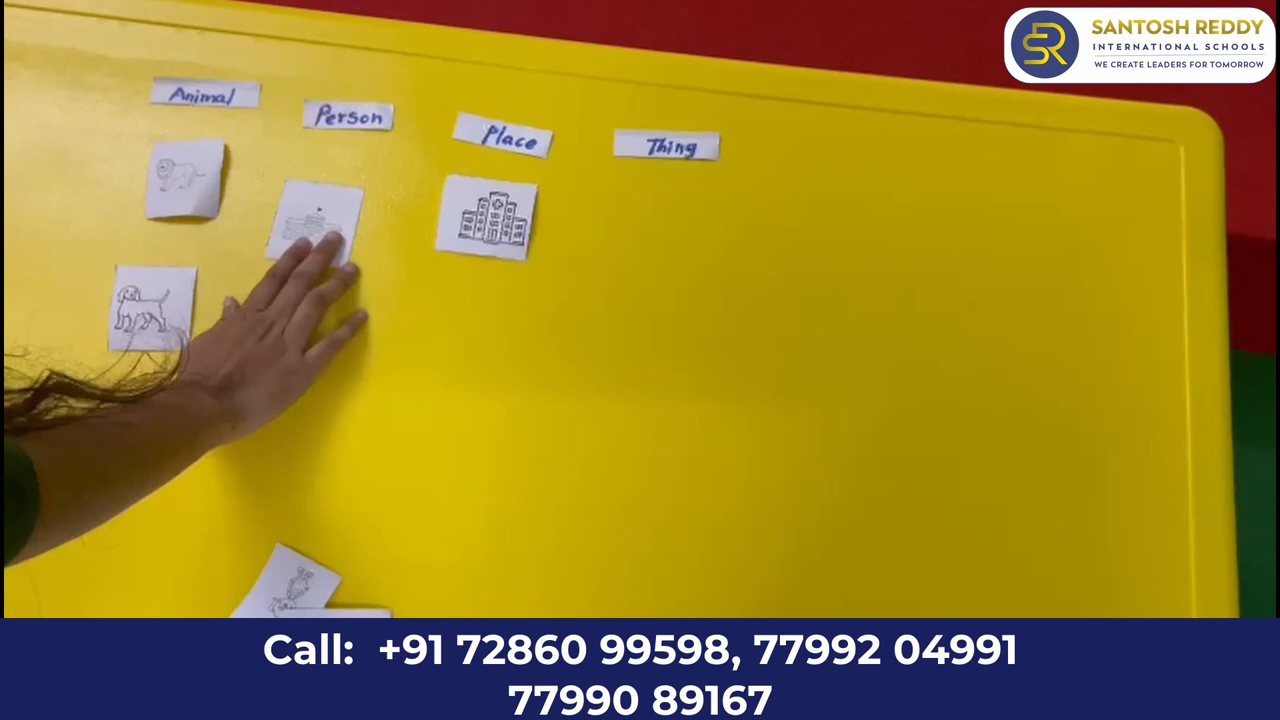 SANTOSH REDDY
INTERNATIONAL SCHOOLS
WE CREATE LEADERS FOR TOMORROW
SR
Animal
Person
Place
Thing
Call: +91 72860 99598, 77992 04991
77990 89167